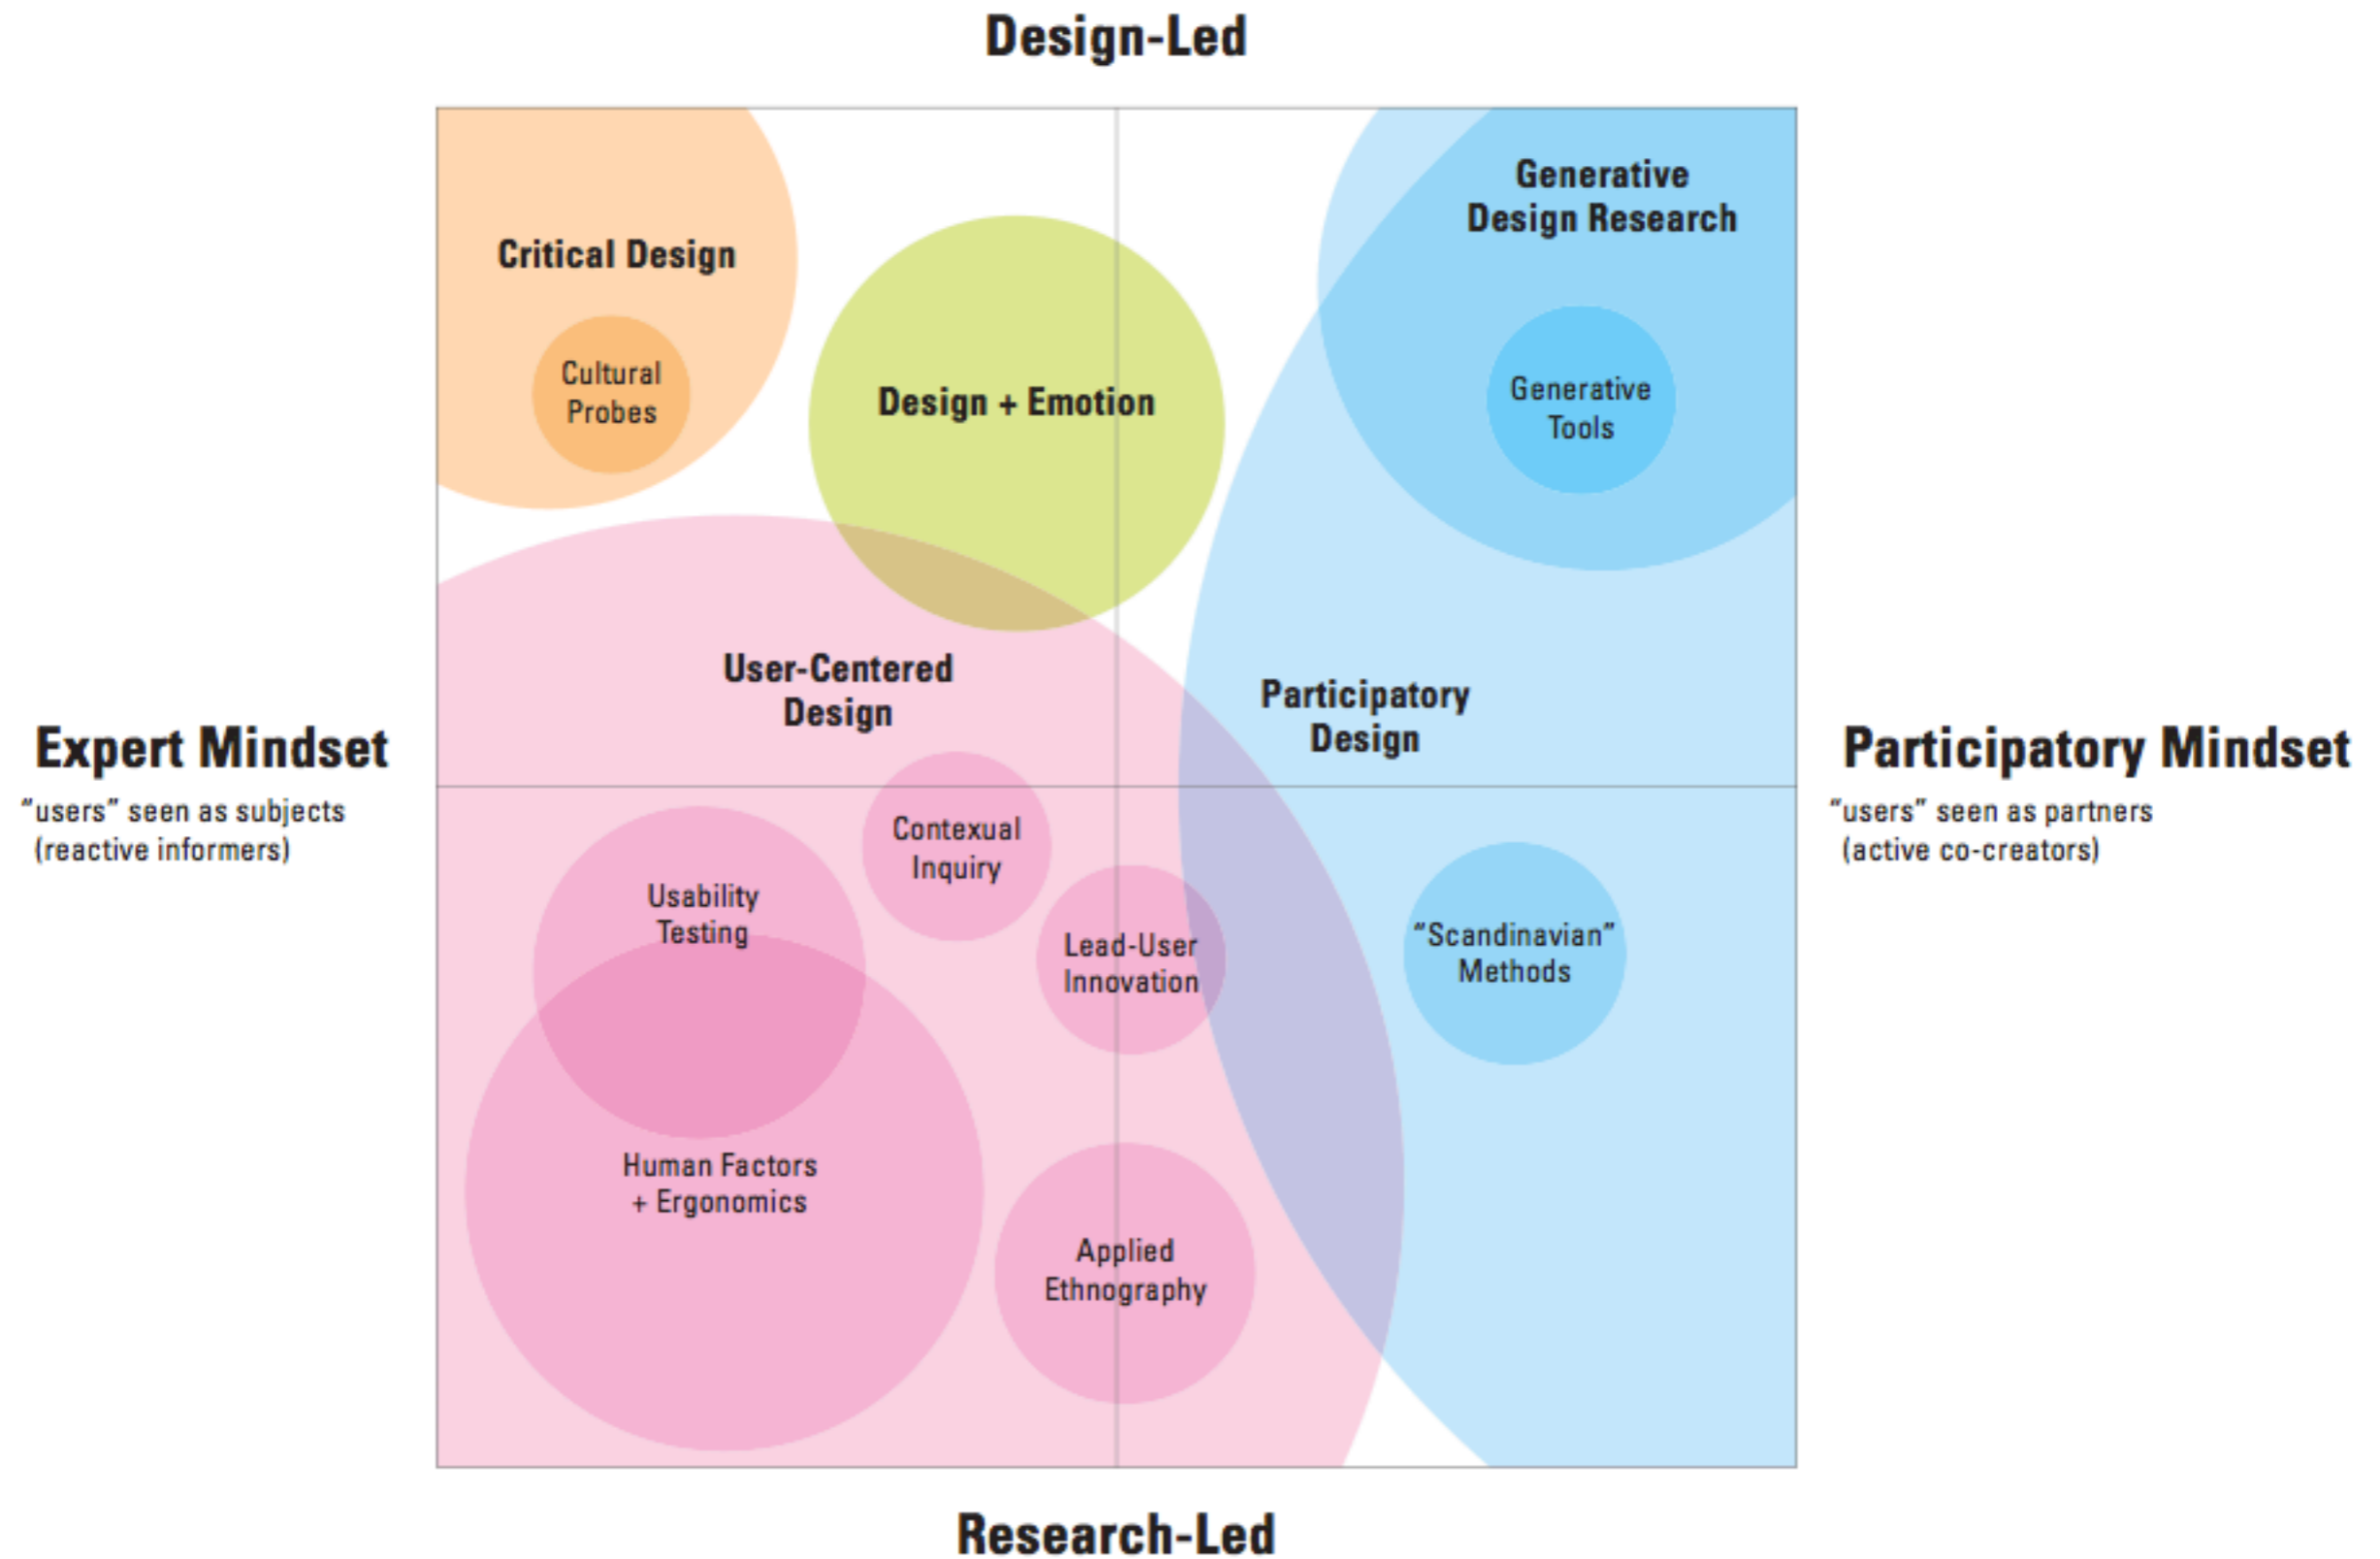 Design-Led
Critical Design
Cultural
Probes
Design + Emotion
Generative
Design Research
Generative
Tools
User-Centered
Design
Participatory
Design
Expert Mindset
“users” seen as subjects
(reactive informers)
Participatory Mindset
“users” seen as partners
(active co-creators)
Contexual
Inquiry
Usability
Testing
Lead-User
Innovation
“Scandinavian”
Methods
Human Factors
+ Ergonomics
Applied
Ethnography
Research-Led